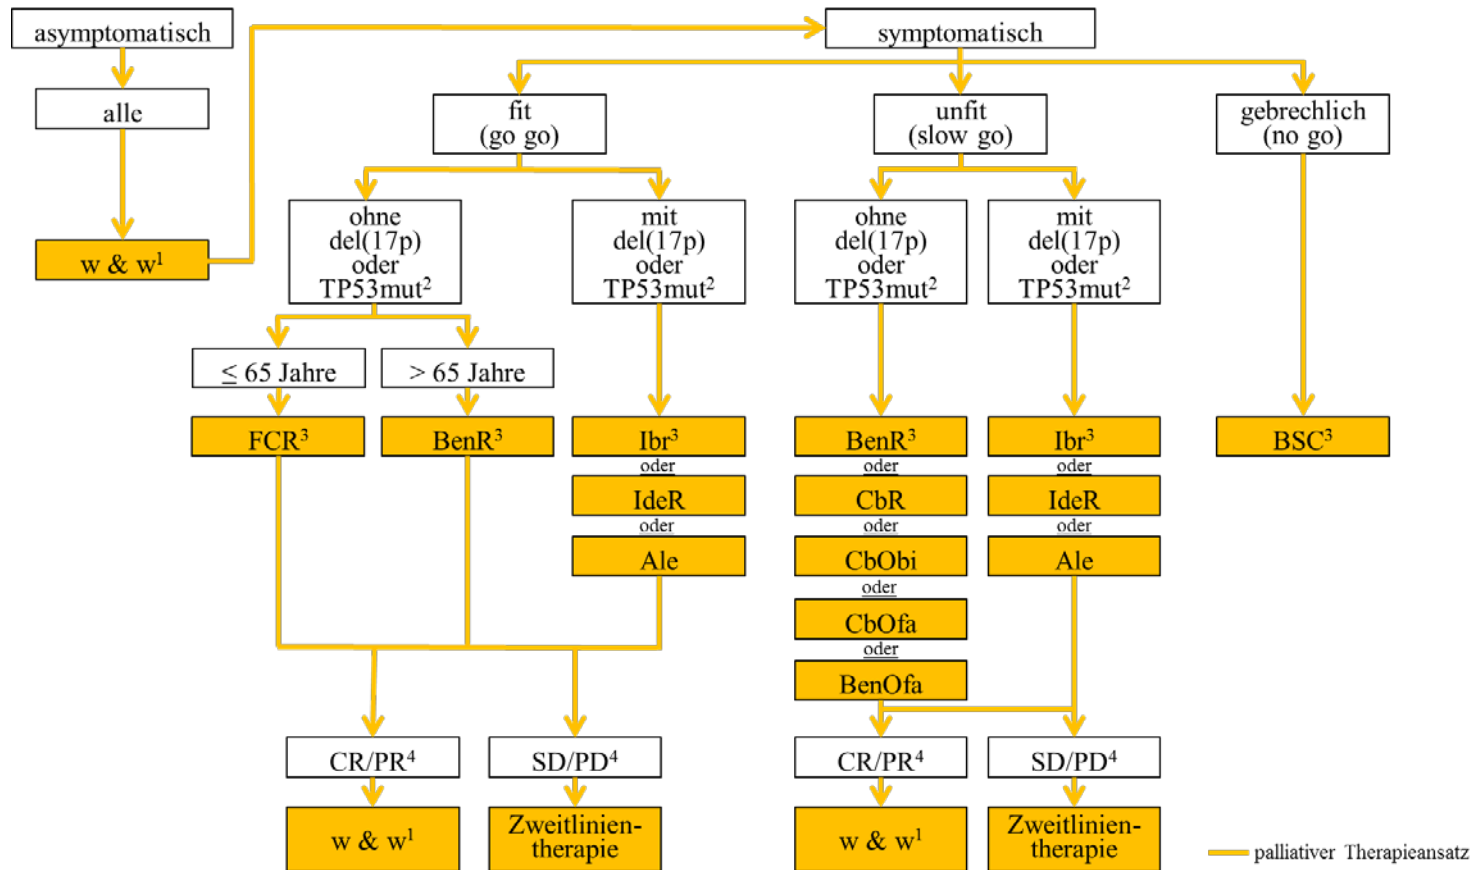 asymptomatisch
symptomatisch
alle
fit
(go go)
unfit
(slow go)
gebrechlich
(no go)
w & w¹
ohne
del(17p)
oder
TP53mut²
mit
del(17p)
oder
TP53mut²
ohne
del(17p)
oder
TP53mut²
mit
del(17p)
oder
TP53mut²
≤ 65 Jahre
> 65 Jahre
FCR³
BenR³
Ibr³
oder
IdeR
oder
Ale
BenR³
oder
CbR
oder
CbObi
oder
CbOfa
oder
BenOfa
Ibr³
oder
IdeR
oder
Ale
BSC³
CR/PR⁴
SD/PD⁴
CR/PR⁴
SD/PD⁴
w & w¹
Zweitlinien-
therapie
w & w¹
Zweitlinien-
therapie
palliativer Therapieansatz